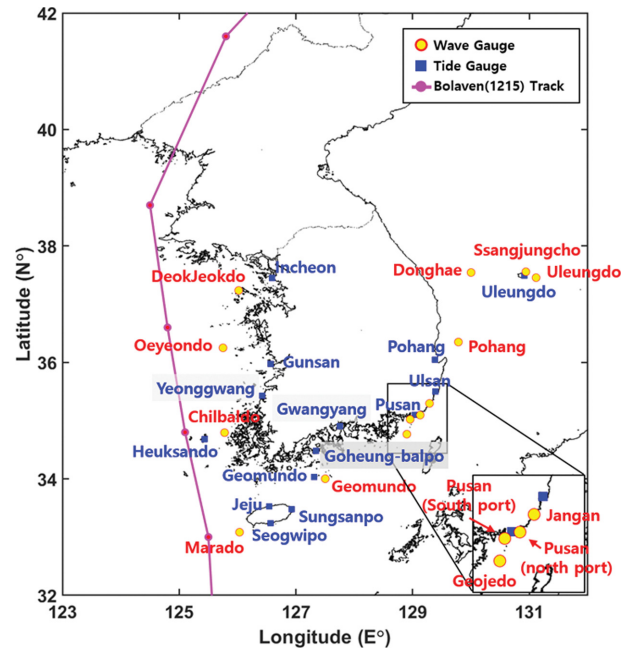 42
40
38
36
34
32
123
125
127
129
131
Latitude (N°)
Longitude (E°)
Wave Gauge
Tide Gauge
Bolaven(1215) Track
Ssangjungcho
Incheon
Donghae
Uleungdo
DeokJeokdo
Uleungdo
Oeyeondo
Pohang
Pohang
Gunsan
Ulsan
Yeonggwang
Gwangyang
Pusan
Chilbaldo
Heuksando
Goheung-balpo
Geomundo
Geomundo
Jeju
Sungsanpo
Seogwipo
Marado
Pusan
(South port)
Jangan
Pusan
(north port)
Geojedo